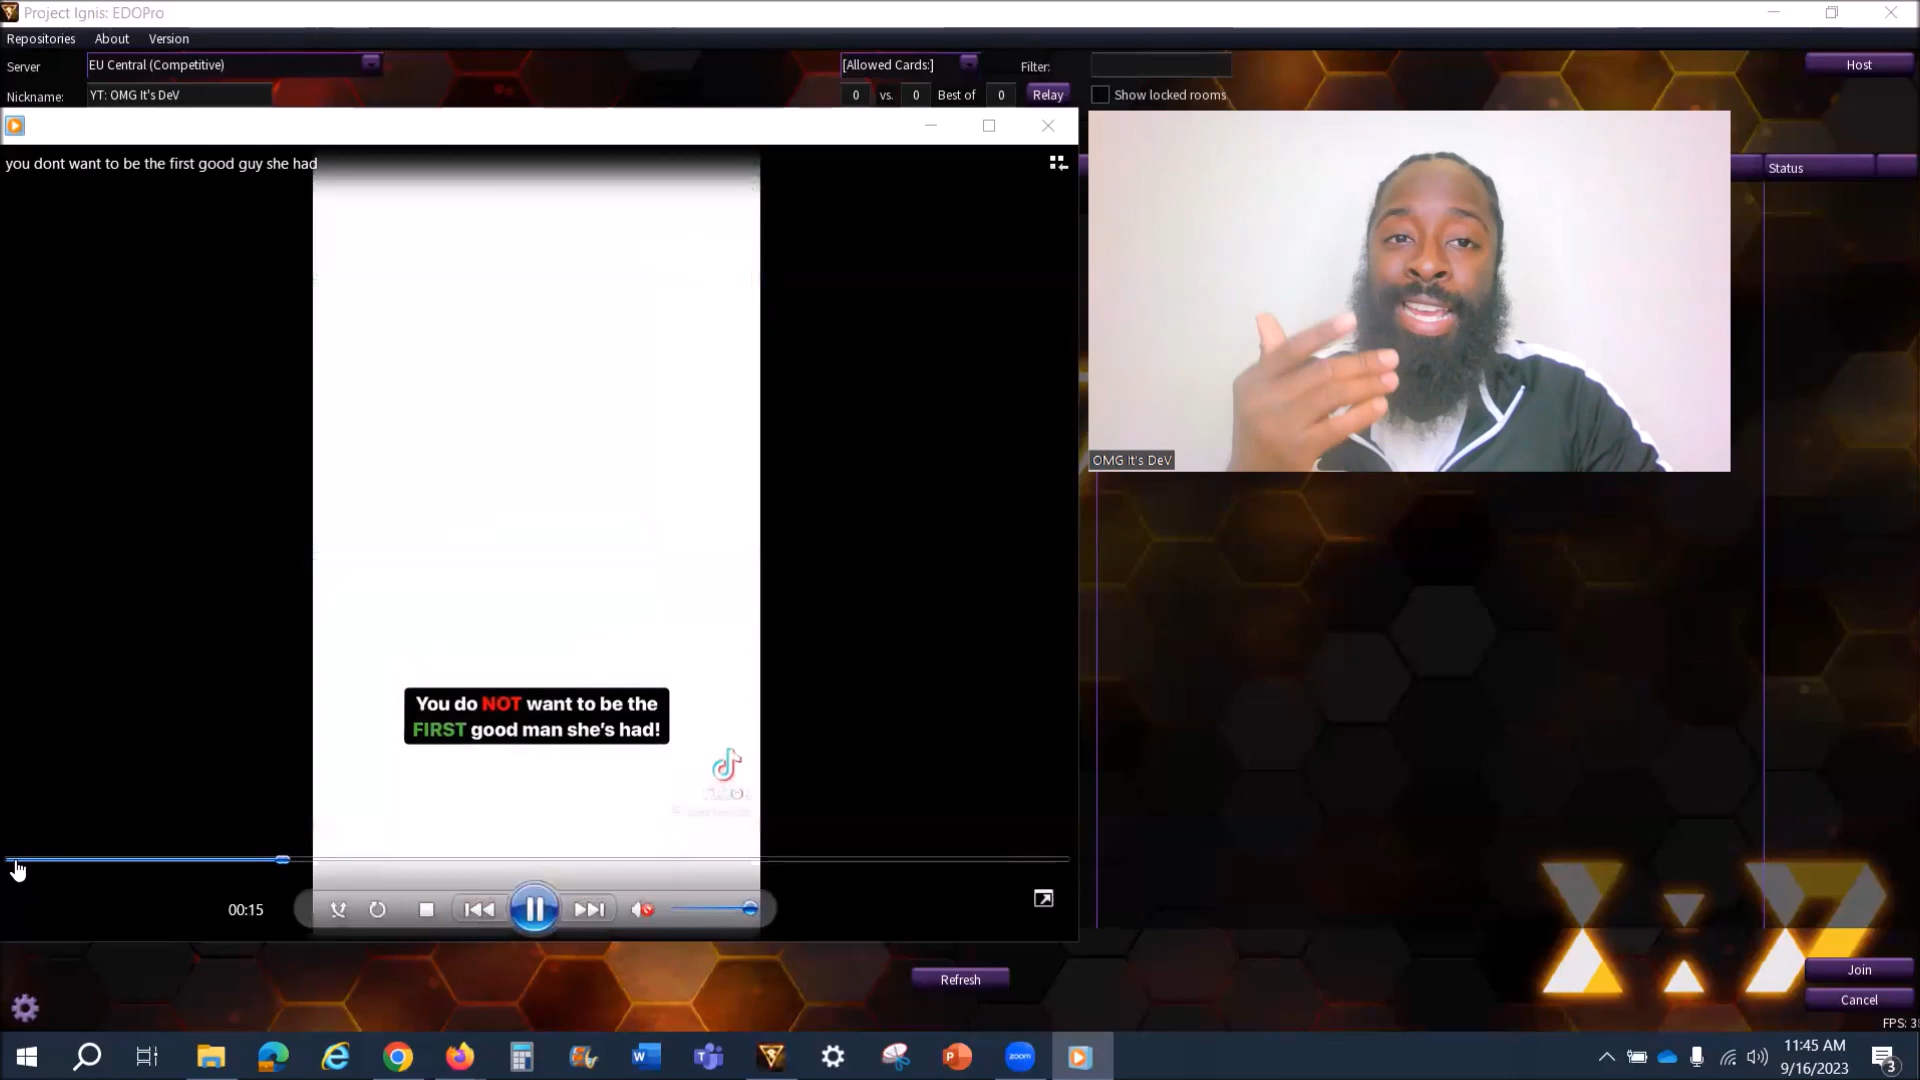 Project Ignis: EDOPro
Repositories About Version
Server EU Central (Competitive) [Allowed Cards:] Filter: Host
Nickname: YT: OMG It's DeV 0 vs. 0 Best of 0 Relay Show locked rooms
you dont want to be the first good guy she had
Status
OMG It's DeV
You do NOT want to be the
FIRST good man she's had!
00:15
Refresh
Join
Cancel
FPS: 3
W
P
zoom
11:45 AM
9/16/2023
3